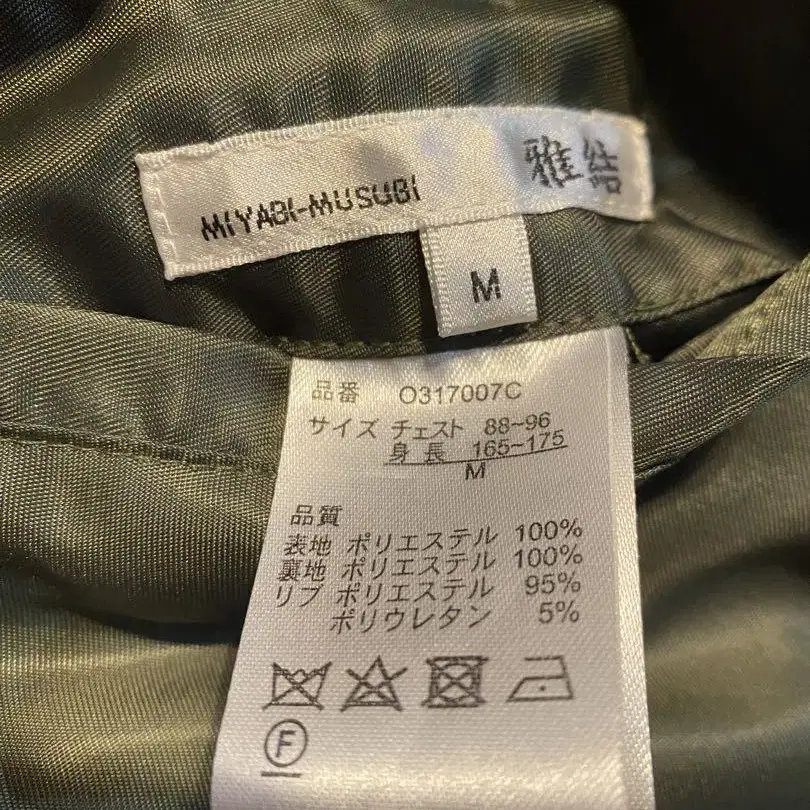 MIYABI-MUSUBI 雅結
M
品番 O317007C
サイズ チェスト 88~96
身長 165~175
M
品質
表地 ポリエステル 100%
裏地 ポリエステル 100%
リブ ポリエステル 95%
ポリウレタン 5%
F